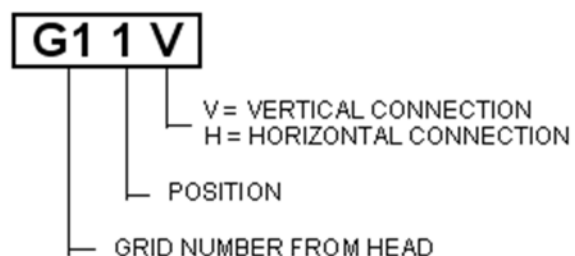 G1 1 V
V = VERTICAL CONNECTION
H = HORIZONTAL CONNECTION
POSITION
GRID NUMBER FROM HEAD